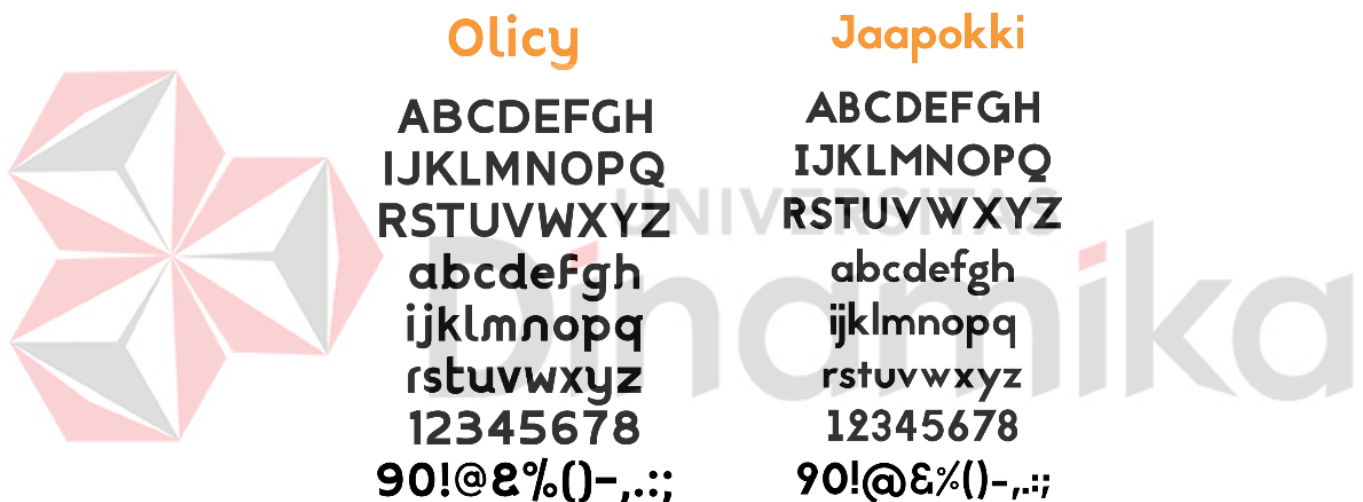 Olicy
ABCDEFGH
IJKLMNOPQ
RSTUVWXYZ
abcdefgh
ijklmnopq
rstuvwxyz
12345678
90!@&%()-,.:;
Jaapokki
ABCDEFGH
IJKLMNOPQ
RSTUVWXYZ
abcdefgh
ijklmnopq
rstuvwxyz
12345678
90!@&%()-,.:;
UNIVERSITAS
Dinamika